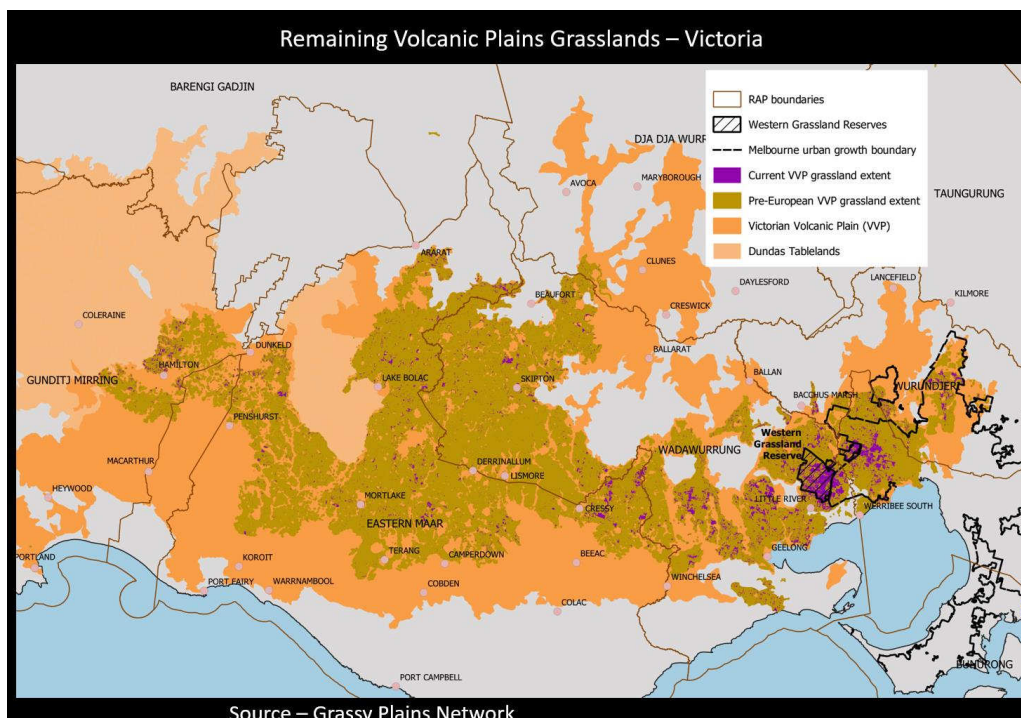 Remaining Volcanic Plains Grasslands – Victoria
BARENGI GADJIN
RAP boundaries
Western Grassland Reserves
Melbourne urban growth boundary
Current VVP grassland extent
Pre-European VVP grassland extent
Victorian Volcanic Plain (VVP)
Dundas Tablelands
DJA DJA WURR
TAUNGURUNG
AVOCA
MARYBOROUGH
ARARAT
CLUNES
DAYLESFORD
LANCEFIELD
KILMORE
BEAUFORT
CRESWICK
COLERAINE
DUNKELD
BALLARAT
HAMILTON
GUNDITJ MIRRING
LAKE BOLAC
SKIPTON
BALLAN
BACCHUS MARSH
WURUNDJERI
PENSHURST
Western
Grassland
Reserve
WADAWURRUNG
MACARTHUR
DERRINALLUM
LISMORE
HEYWOOD
MORTLAKE
CRESSY
LITTLE RIVER
WERRIBEE SOUTH
EASTERN MAAR
KOROIT
TERANG
CAMPERDOWN
BEEAC
GEELONG
PORTLAND
PORT FAIRY
WARRNAMBOOL
COBDEN
WINCHELSEA
COLAC
PORT CAMPBELL
BUNURONG
Source – Grassy Plains Network